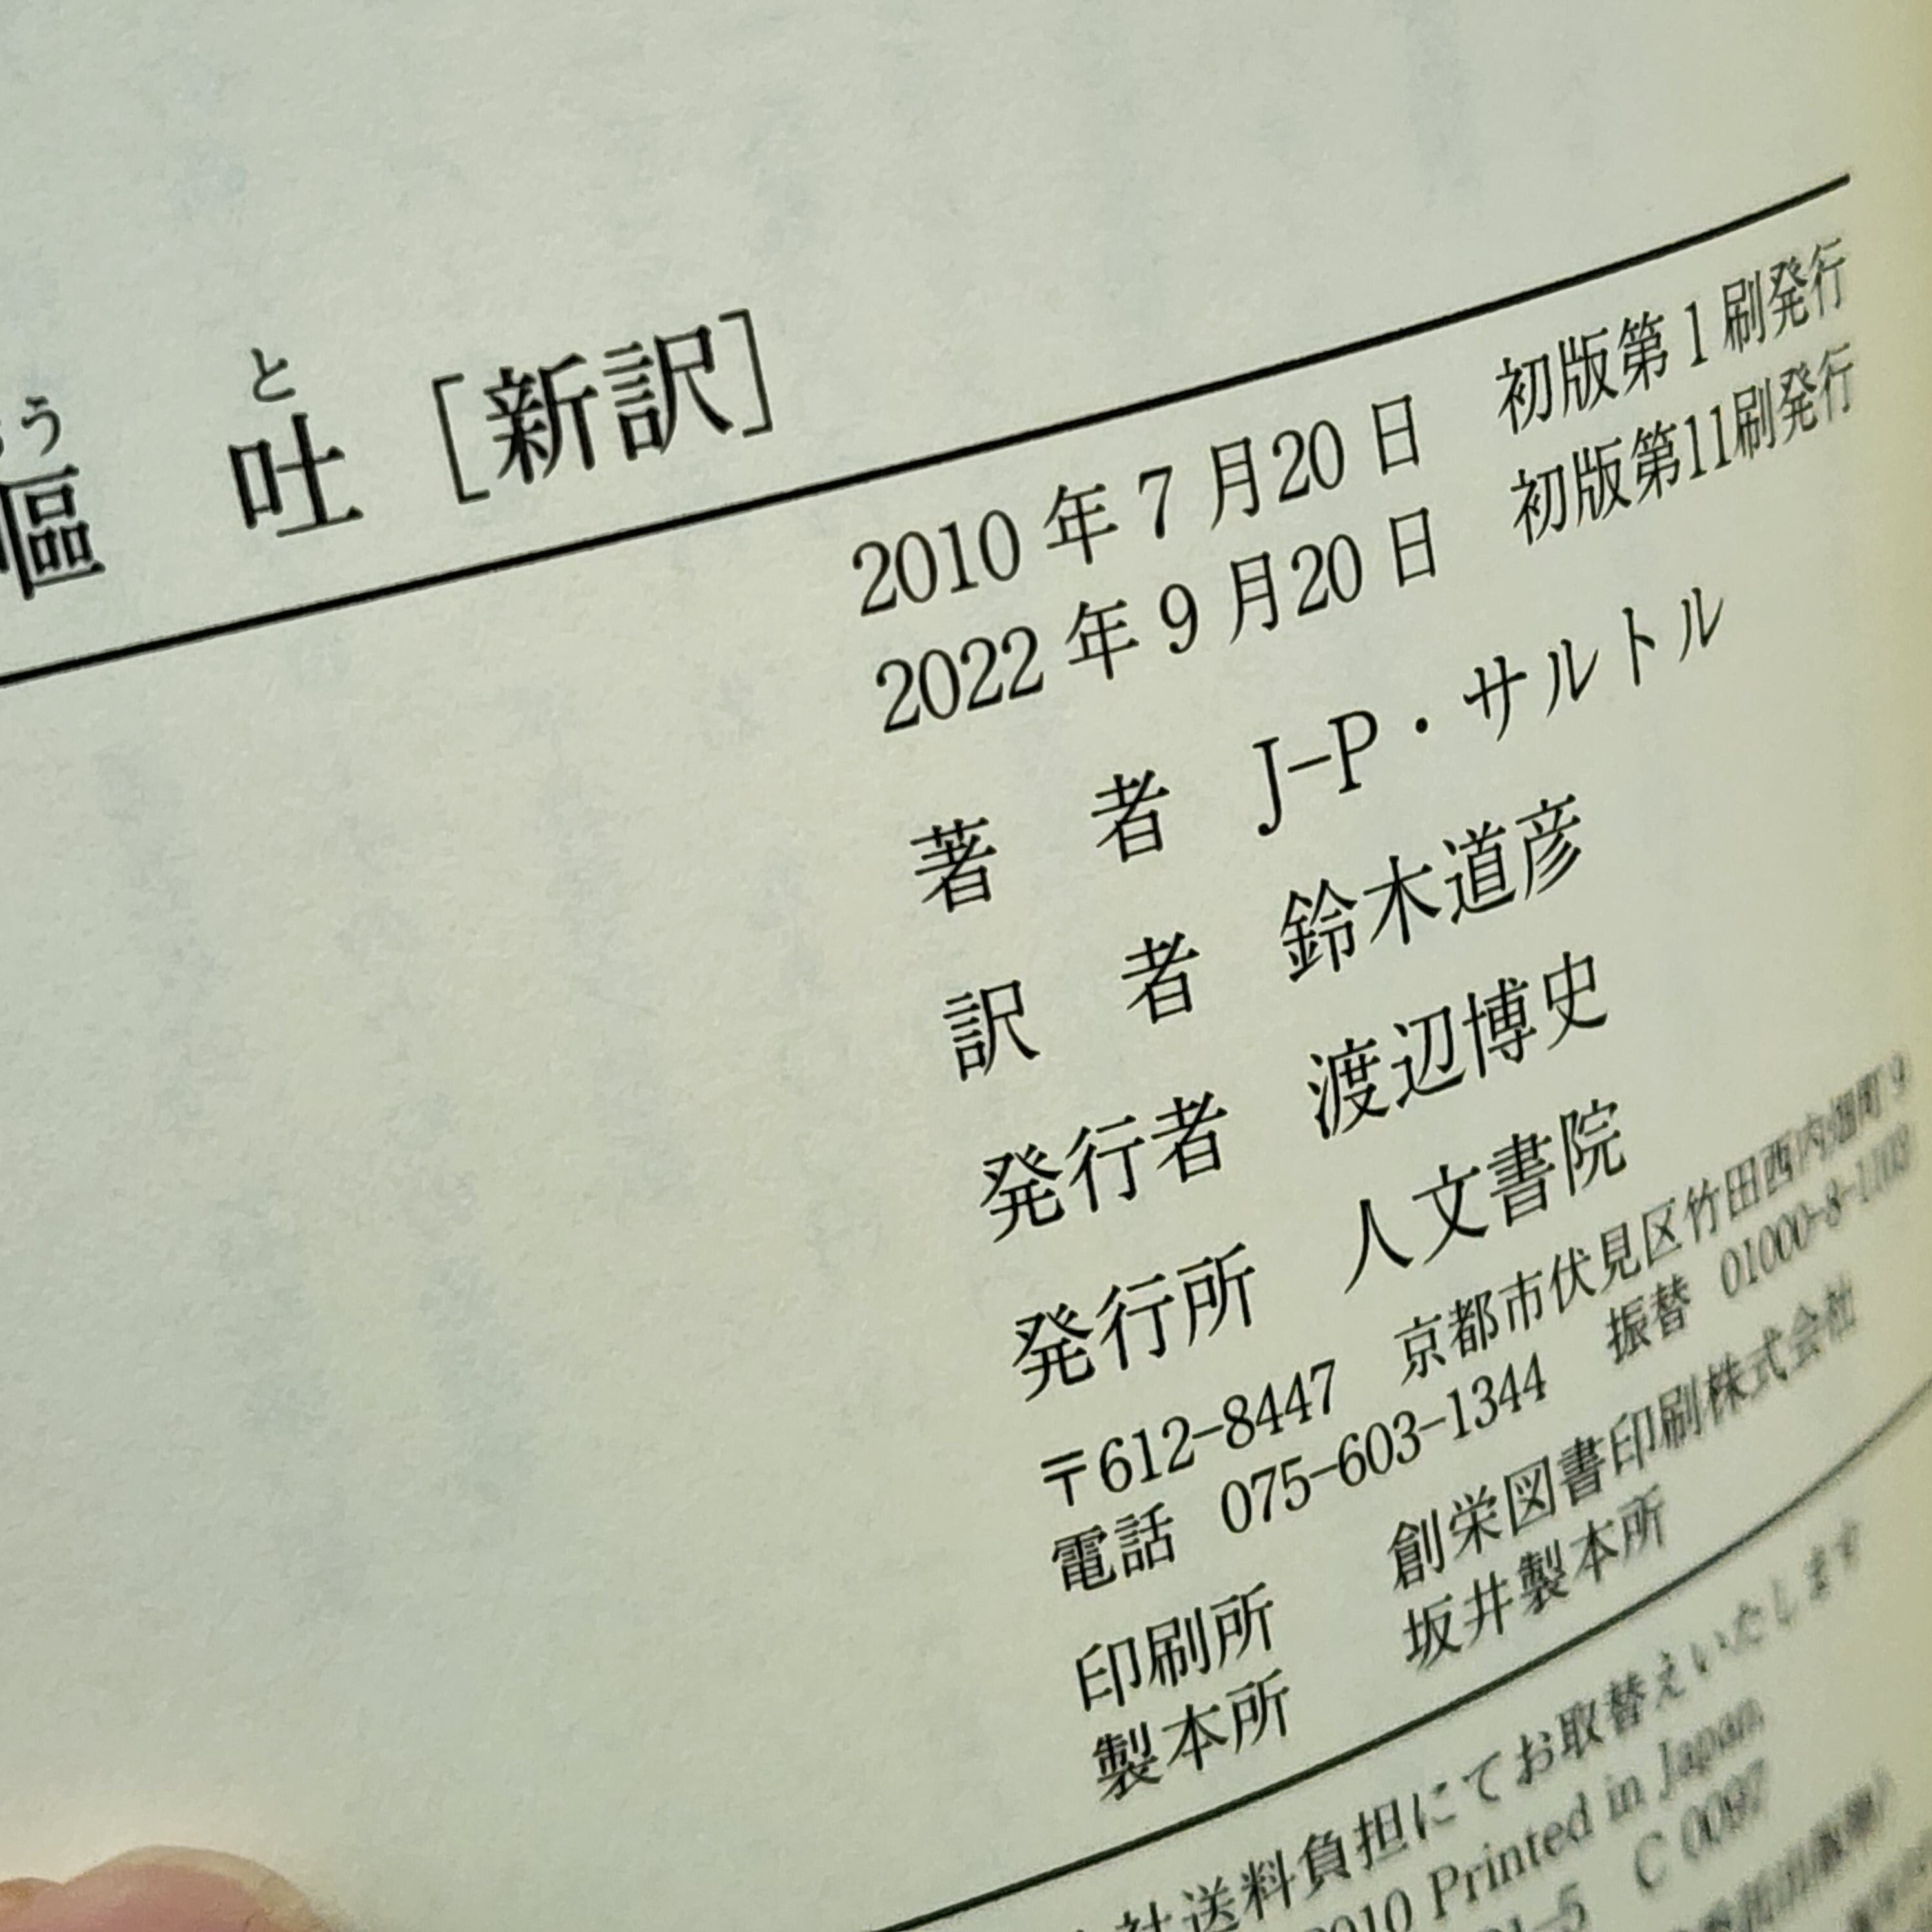 とう と
嘔 吐 [新訳]
2010年7月20日 初版第1刷発行
2022年9月20日 初版第11刷発行
著 者 J-P・サルトル
訳 者 鈴木道彦
発行者 渡辺博史
発行所 人文書院
〒612-8447 京都市伏見区竹田西内畑町9
電話 075-603-1344 振替 01000-8-1103
印刷所 創栄図書印刷株式会社
製本所 坂井製本所
社送料負担にてお取替えいたします
2010 Printed in Japan
1-5 C 0097